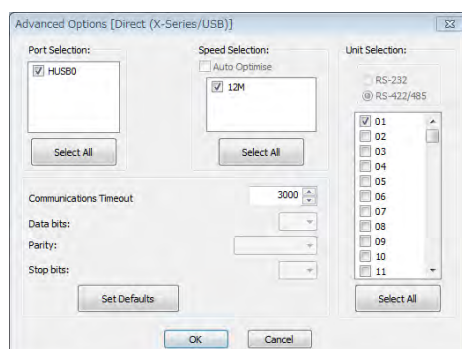 Advanced Options [Direct (X-Series/USB)]
Port Selection:
HUSB0
Select All
Speed Selection:
Auto Optimise
12M
Select All
Unit Selection:
RS-232
RS-422/485
01
02
03
04
05
06
07
08
09
10
11
Select All
Communications Timeout
3000
Data bits:
Parity:
Stop bits:
Set Defaults
OK
Cancel